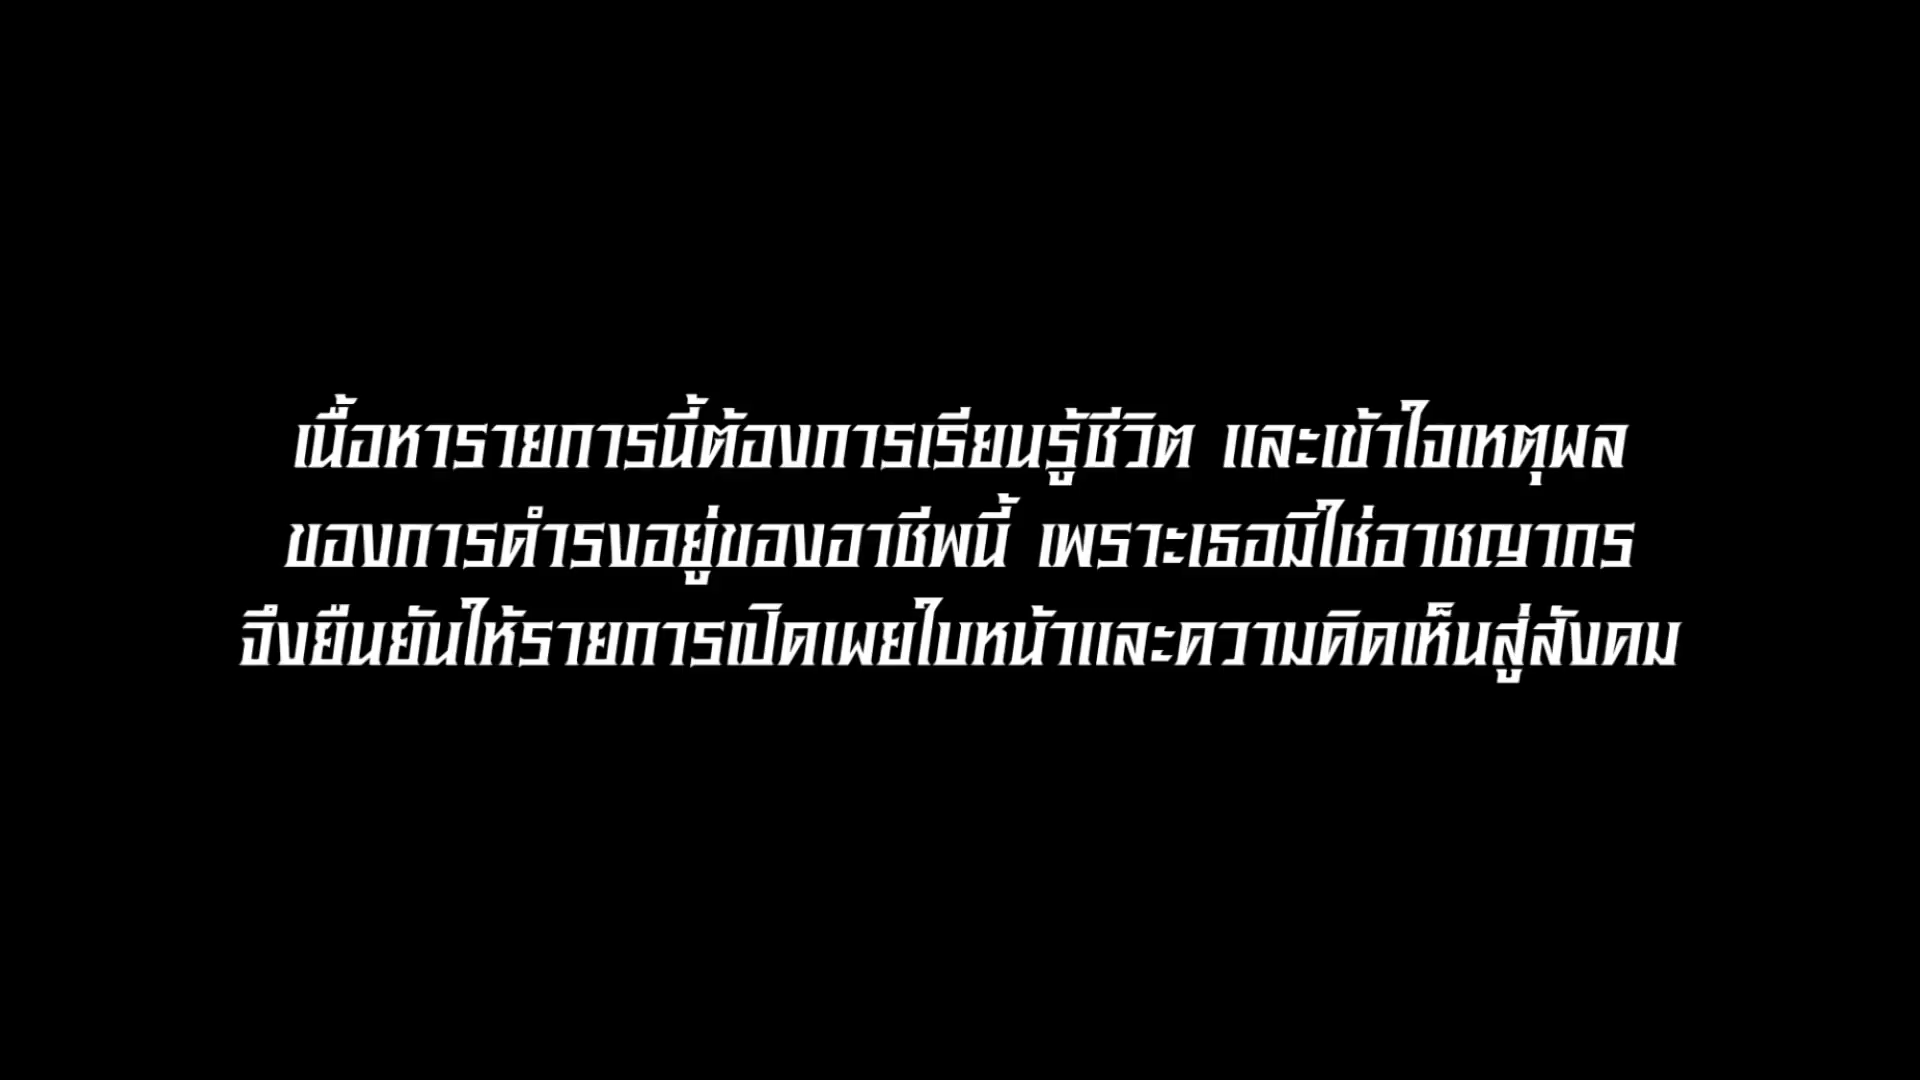 เนื้อหารายการนี้ต้องการเรียนรู้ชีวิต และเข้าใจเหตุผล
ของการดำรงอยู่ของอาชีพนี้ เพราะเธอมิใช่อาชญากร
จึงยืนยันให้รายการเปิดเผยใบหน้าและความคิดเห็นสู่สังคม